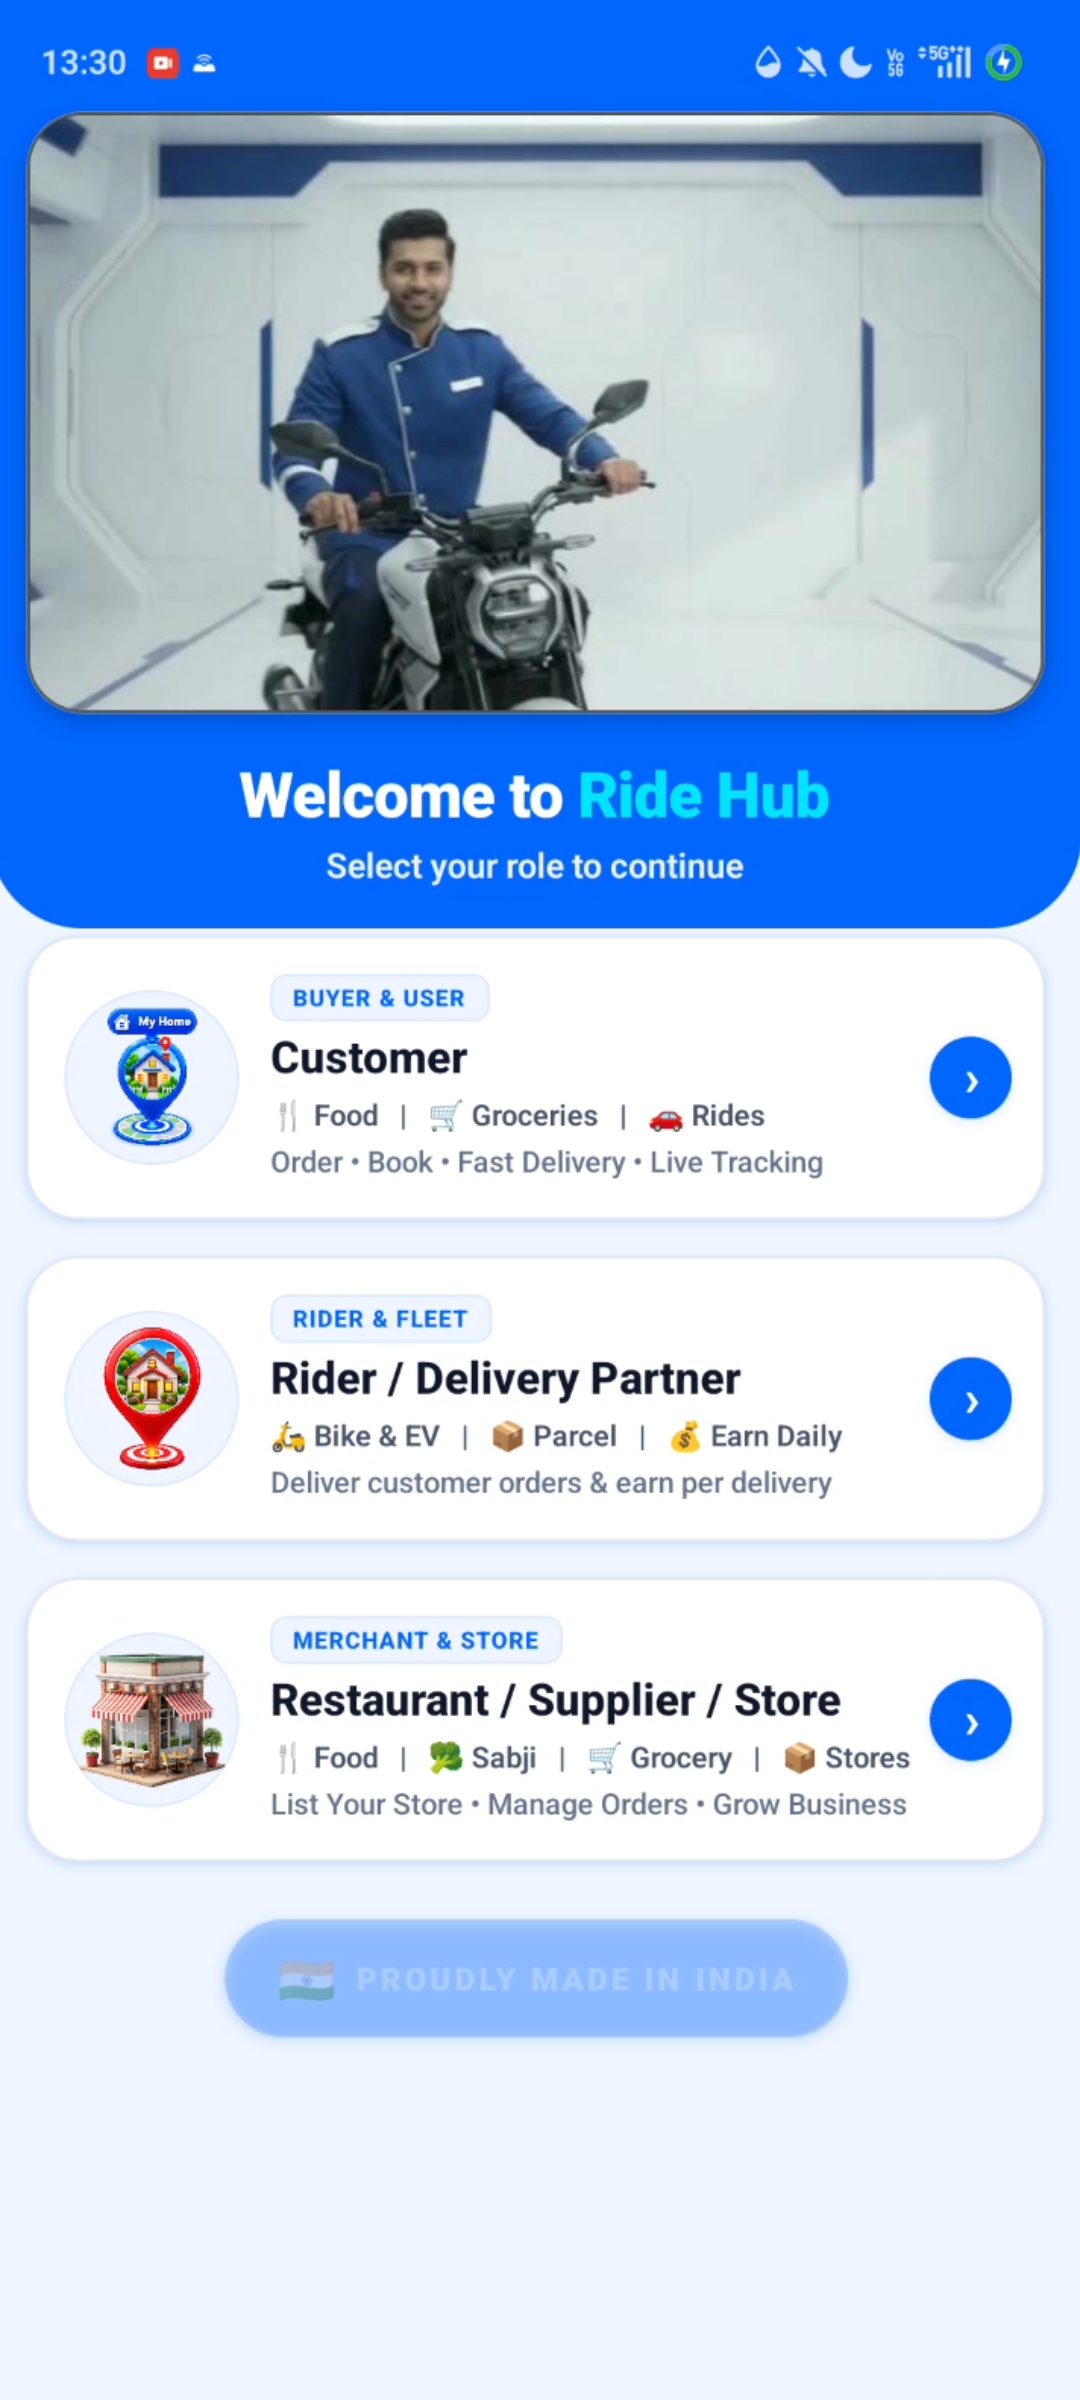 13:30
Vo
5G
5G++
Welcome to Ride Hub
Select your role to continue
My Home
BUYER & USER
Customer
🍴 Food | 🛒 Groceries | 🚗 Rides
Order • Book • Fast Delivery • Live Tracking
›
RIDER & FLEET
Rider / Delivery Partner
🛵 Bike & EV | 📦 Parcel | 💰 Earn Daily
Deliver customer orders & earn per delivery
›
MERCHANT & STORE
Restaurant / Supplier / Store
🍴 Food | 🥦 Sabji | 🛒 Grocery | 📦 Stores
List Your Store • Manage Orders • Grow Business
›
🇮🇳 PROUDLY MADE IN INDIA